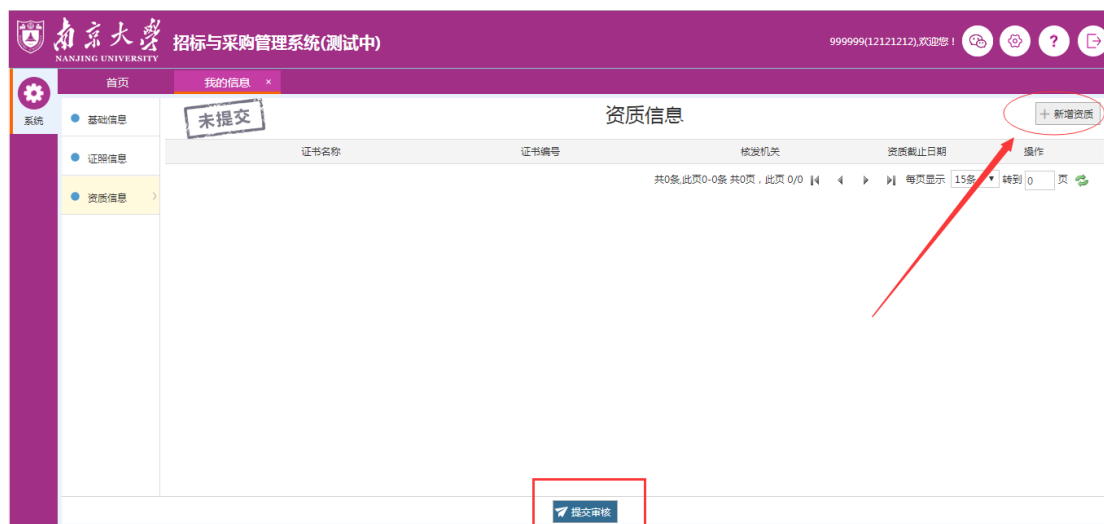 南京大学 招标与采购管理系统(测试中) 999999(12121212),欢迎您！ ?
NANJING UNIVERSITY
首页 我的信息 ×
系统
基础信息
未提交 资质信息 + 新增资质
证书名称 证书编号 核发机关 资质截止日期 操作
证照信息
共0条,此页0-0条 共0页，此页 0/0 每页显示 15条 转到 0 页
资质信息
提交审核